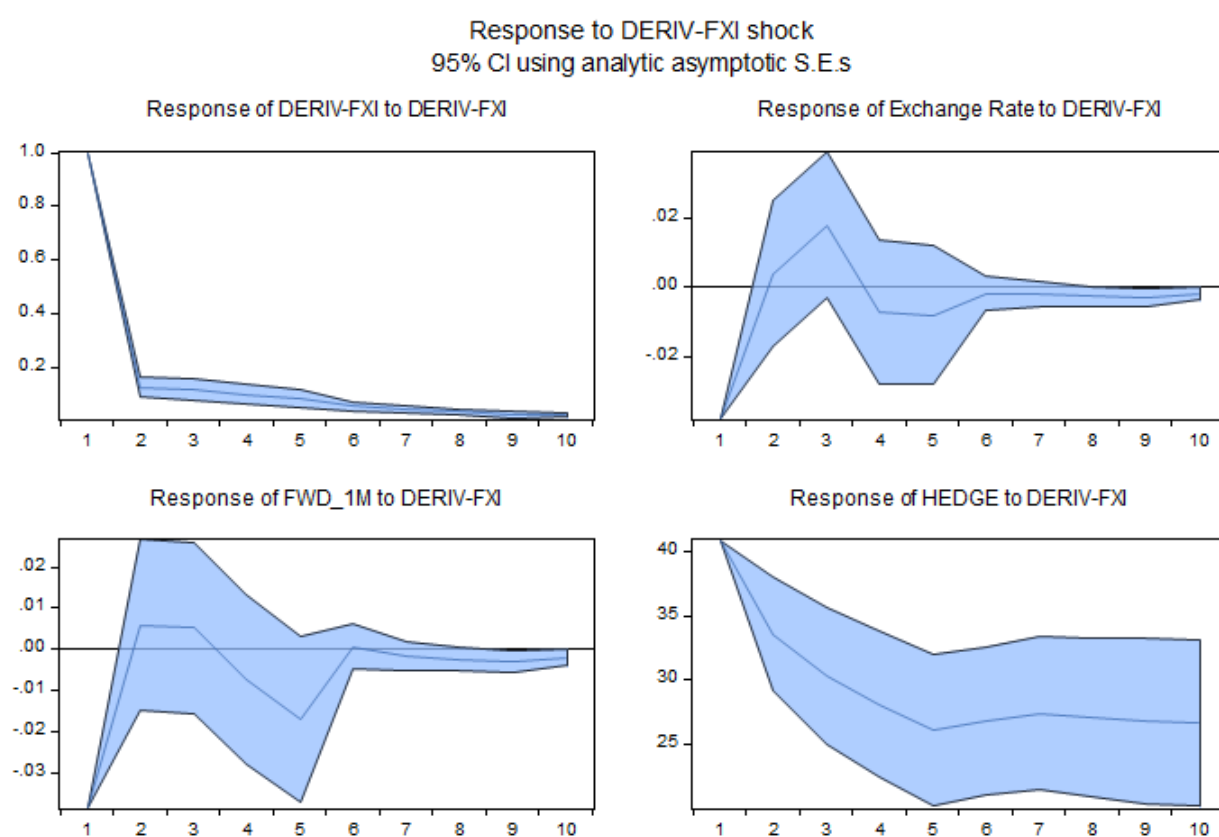 Response to DERIV-FXI shock
95% CI using analytic asymptotic S.E.s
Response of DERIV-FXI to DERIV-FXI
1.0
0.8
0.6
0.4
0.2
1 2 3 4 5 6 7 8 9 10
Response of Exchange Rate to DERIV-FXI
.02
.00
-.02
1 2 3 4 5 6 7 8 9 10
Response of FWD_1M to DERIV-FXI
.02
.01
.00
-.01
-.02
-.03
1 2 3 4 5 6 7 8 9 10
Response of HEDGE to DERIV-FXI
40
35
30
25
1 2 3 4 5 6 7 8 9 10